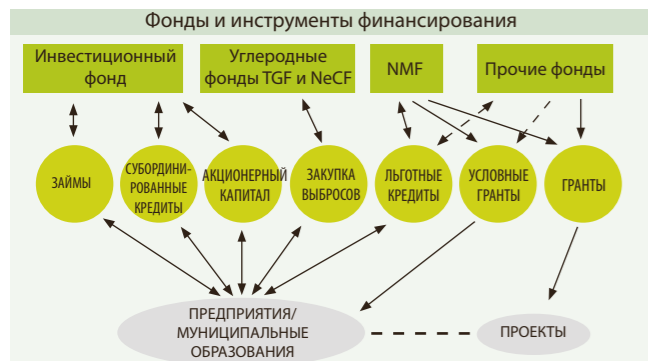 Фонды и инструменты финансирования
Инвестиционный
фонд
Углеродные
фонды TGF и NeCF
NMF
Прочие фонды
ЗАЙМЫ
СУБОРДИНИ-
РОВАННЫЕ
КРЕДИТЫ
АКЦИОНЕРНЫЙ
КАПИТАЛ
ЗАКУПКА
ВЫБРОСОВ
ЛЬГОТНЫЕ
КРЕДИТЫ
УСЛОВНЫЕ
ГРАНТЫ
ГРАНТЫ
ПРЕДПРИЯТИЯ/
МУНИЦИПАЛЬНЫЕ
ОБРАЗОВАНИЯ
ПРОЕКТЫ